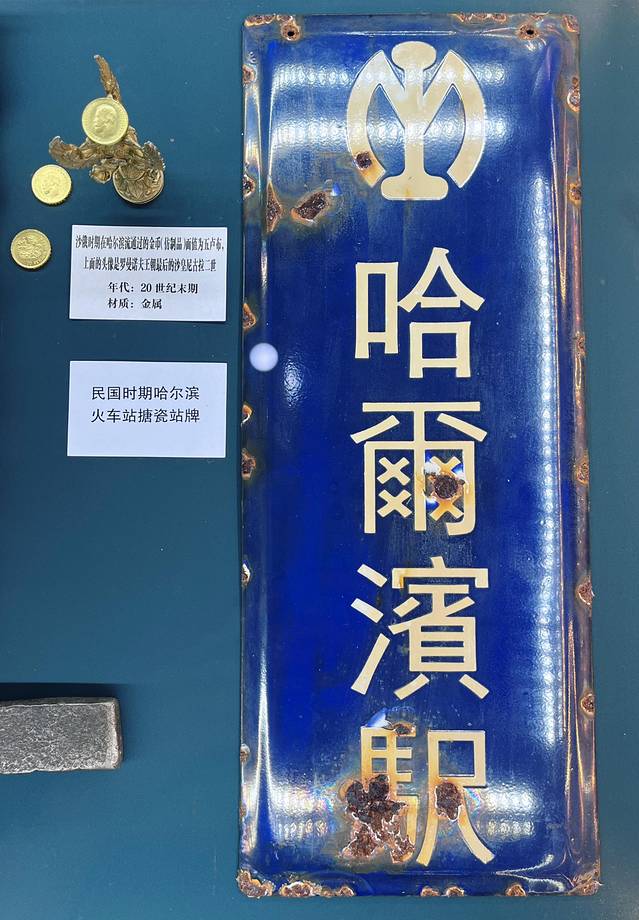 沙俄时期在哈尔滨流通过的金币(仿制品)面值为五卢布,
上面的头像是罗曼诺夫王朝最后的沙皇尼古拉二世
年代:20世纪末期
材质:金属
民国时期哈尔滨
火车站搪瓷站牌
哈爾濱駅